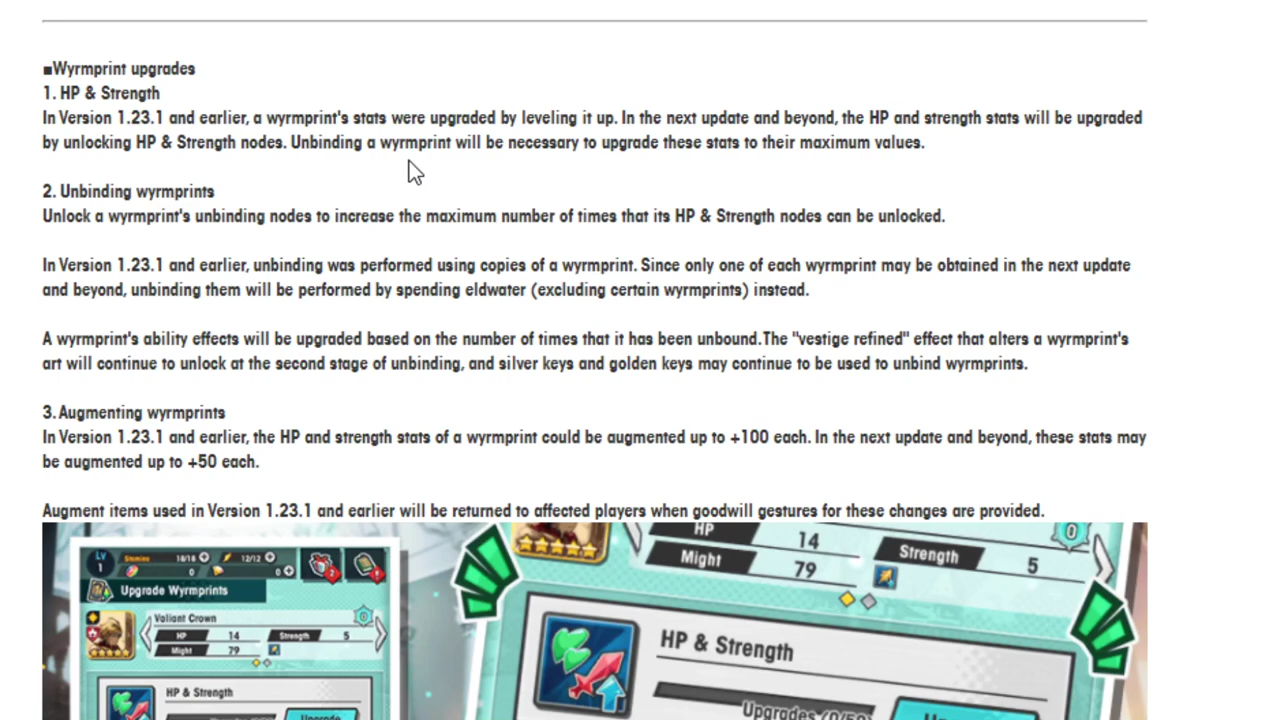 ■Wyrmprint upgrades
1. HP & Strength
In Version 1.23.1 and earlier, a wyrmprint's stats were upgraded by leveling it up. In the next update and beyond, the HP and strength stats will be upgraded
by unlocking HP & Strength nodes. Unbinding a wyrmprint will be necessary to upgrade these stats to their maximum values.
2. Unbinding wyrmprints
Unlock a wyrmprint's unbinding nodes to increase the maximum number of times that its HP & Strength nodes can be unlocked.
In Version 1.23.1 and earlier, unbinding was performed using copies of a wyrmprint. Since only one of each wyrmprint may be obtained in the next update
and beyond, unbinding them will be performed by spending eldwater (excluding certain wyrmprints) instead.
A wyrmprint's ability effects will be upgraded based on the number of times that it has been unbound.The "vestige refined" effect that alters a wyrmprint's
art will continue to unlock at the second stage of unbinding, and silver keys and golden keys may continue to be used to unbind wyrmprints.
3. Augmenting wyrmprints
In Version 1.23.1 and earlier, the HP and strength stats of a wyrmprint could be augmented up to +100 each. In the next update and beyond, these stats may
be augmented up to +50 each.
Augment items used in Version 1.23.1 and earlier will be returned to affected players when goodwill gestures for these changes are provided.
Lv 1 18/18 12/12
0 0
Upgrade Wyrmprints
Valiant Crown
HP 14 Strength 5
Might 79
HP & Strength
Upgrade
HP 14 Strength 5
Might 79
0
HP & Strength
Upgrades (0/50)